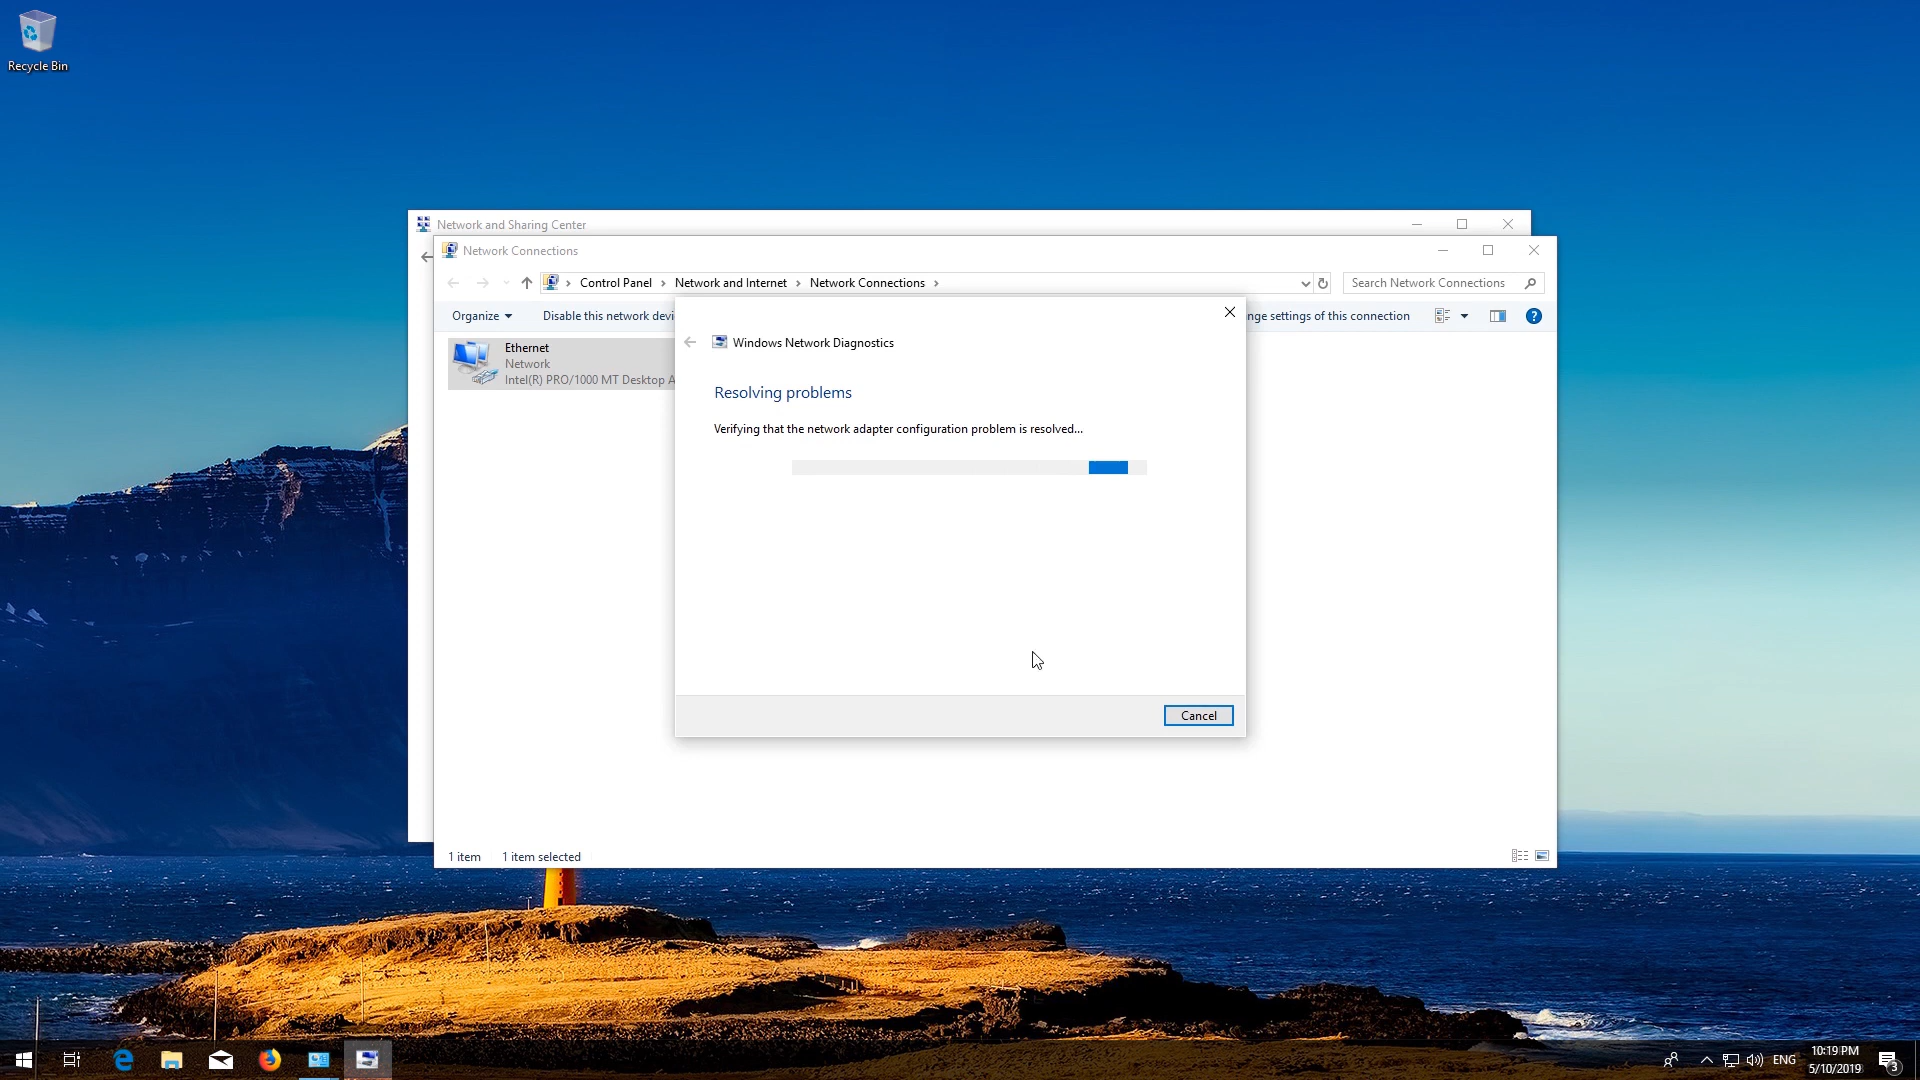 Recycle Bin
Network and Sharing Center
Network Connections
Control Panel > Network and Internet > Network Connections >
Search Network Connections
Organize
Disable this network devi
nge settings of this connection
Ethernet
Network
Intel(R) PRO/1000 MT Desktop A
Windows Network Diagnostics
Resolving problems
Verifying that the network adapter configuration problem is resolved...
Cancel
1 item 1 item selected
ENG
10:19 PM
5/10/2019
3